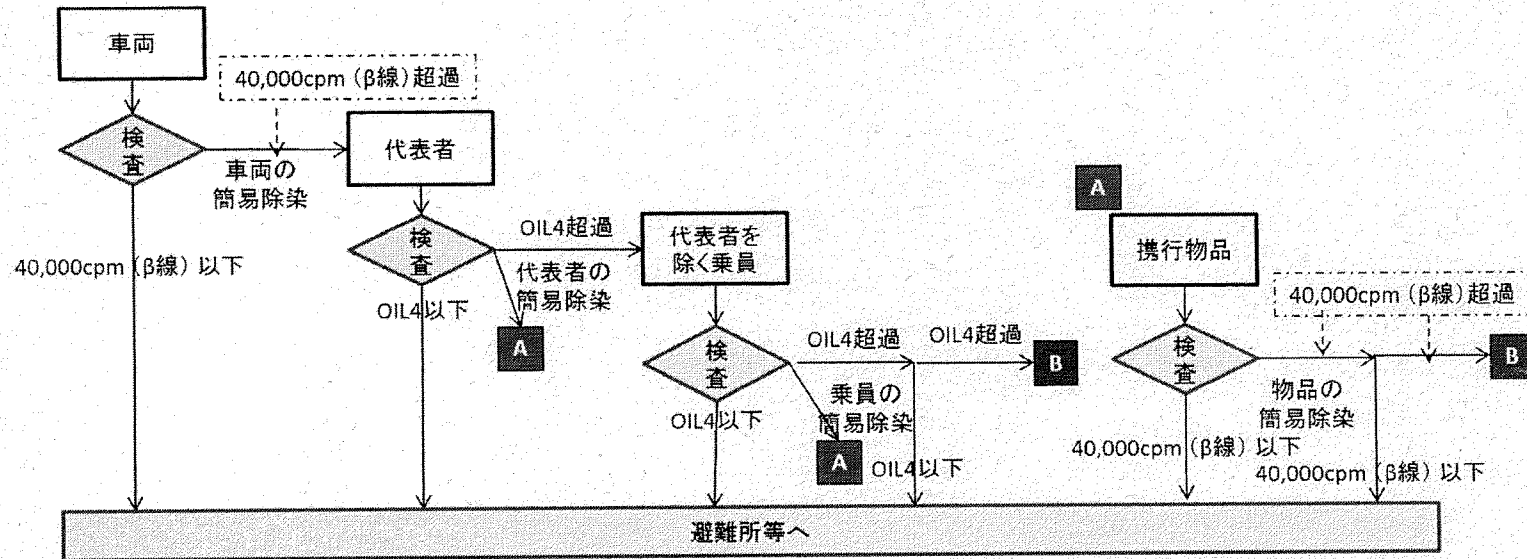 車両
40,000cpm (β線) 超過
検
査
車両の
簡易除染
40,000cpm (β線) 以下
代表者
検
査
OIL4超過
代表者の
簡易除染
A
OIL4以下
代表者を
除く乗員
検
査
OIL4超過
OIL4超過
B
乗員の
簡易除染
A
OIL4以下
OIL4以下
A
携行物品
40,000cpm (β線) 超過
検
査
B
物品の
簡易除染
40,000cpm (β線) 以下
40,000cpm (β線) 以下
避難所等へ